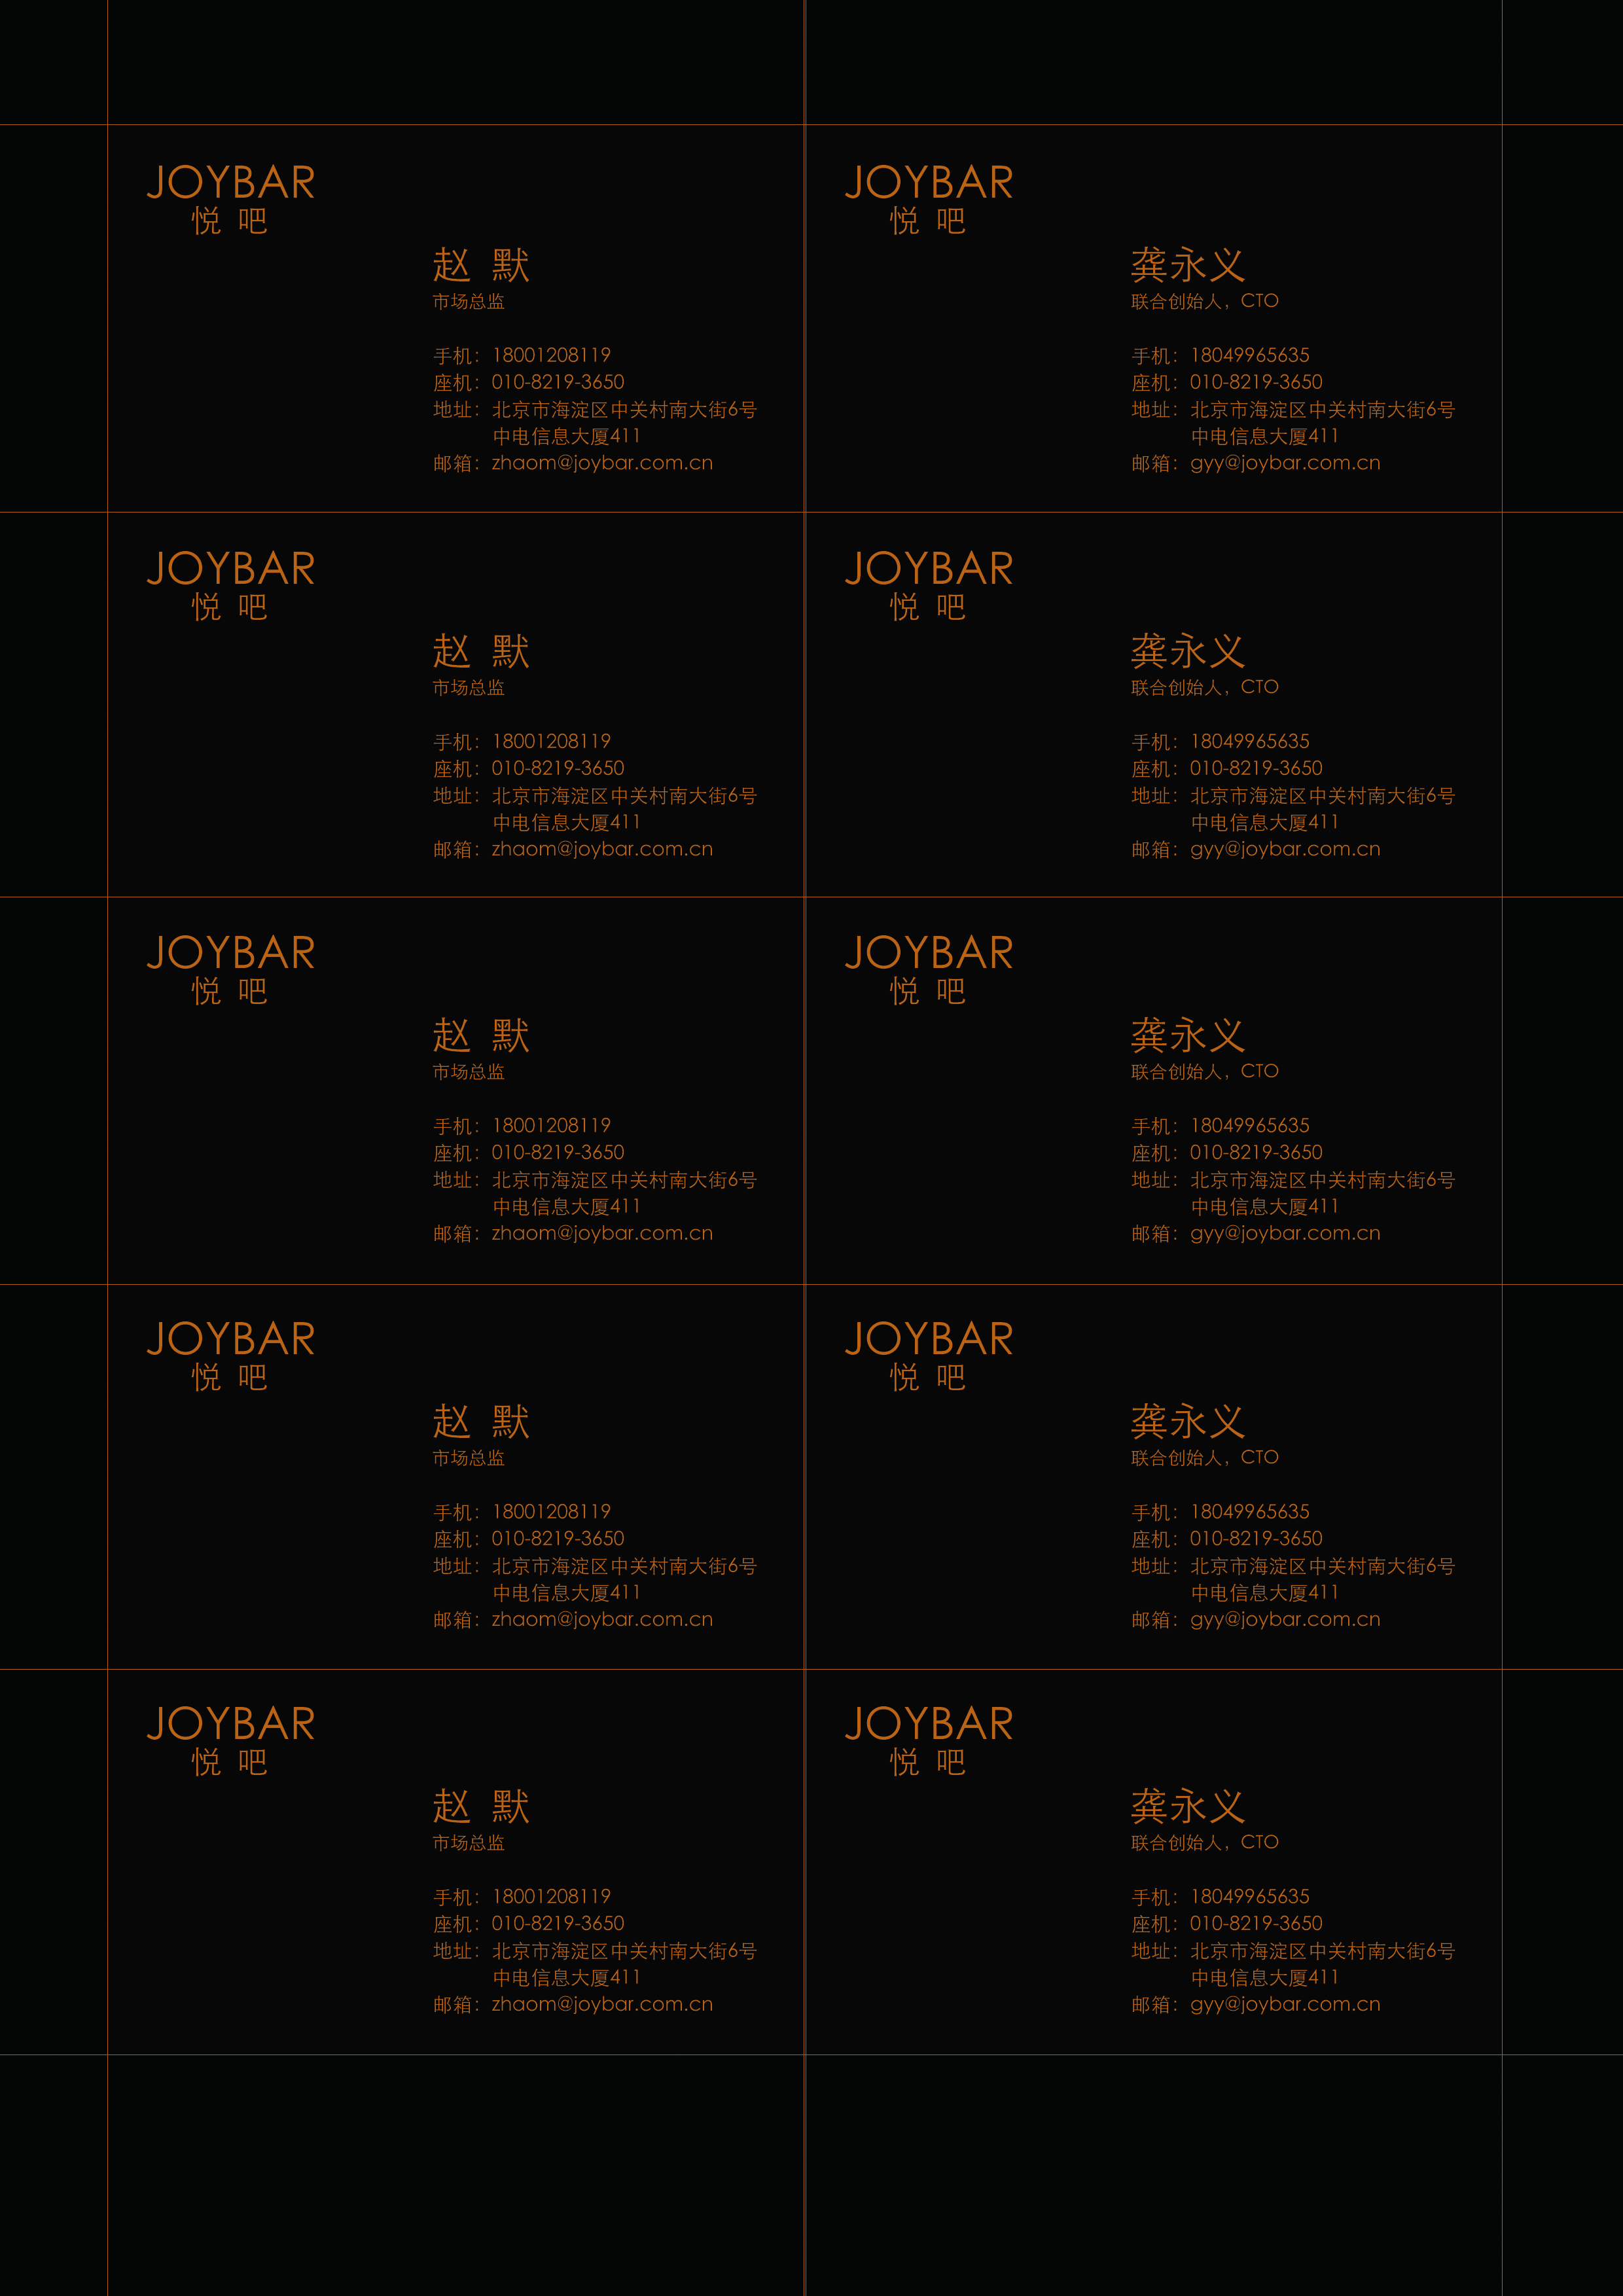 JOYBAR
悦 吧
赵 默
市场总监
手机：18001208119
座机：010-8219-3650
地址：北京市海淀区中关村南大街6号
中电信息大厦411
邮箱：zhaom@joybar.com.cn
JOYBAR
悦 吧
龚永义
联合创始人，CTO
手机：18049965635
座机：010-8219-3650
地址：北京市海淀区中关村南大街6号
中电信息大厦411
邮箱：gyy@joybar.com.cn
JOYBAR
悦 吧
赵 默
市场总监
手机：18001208119
座机：010-8219-3650
地址：北京市海淀区中关村南大街6号
中电信息大厦411
邮箱：zhaom@joybar.com.cn
JOYBAR
悦 吧
龚永义
联合创始人，CTO
手机：18049965635
座机：010-8219-3650
地址：北京市海淀区中关村南大街6号
中电信息大厦411
邮箱：gyy@joybar.com.cn
JOYBAR
悦 吧
赵 默
市场总监
手机：18001208119
座机：010-8219-3650
地址：北京市海淀区中关村南大街6号
中电信息大厦411
邮箱：zhaom@joybar.com.cn
JOYBAR
悦 吧
龚永义
联合创始人，CTO
手机：18049965635
座机：010-8219-3650
地址：北京市海淀区中关村南大街6号
中电信息大厦411
邮箱：gyy@joybar.com.cn
JOYBAR
悦 吧
赵 默
市场总监
手机：18001208119
座机：010-8219-3650
地址：北京市海淀区中关村南大街6号
中电信息大厦411
邮箱：zhaom@joybar.com.cn
JOYBAR
悦 吧
龚永义
联合创始人，CTO
手机：18049965635
座机：010-8219-3650
地址：北京市海淀区中关村南大街6号
中电信息大厦411
邮箱：gyy@joybar.com.cn
JOYBAR
悦 吧
赵 默
市场总监
手机：18001208119
座机：010-8219-3650
地址：北京市海淀区中关村南大街6号
中电信息大厦411
邮箱：zhaom@joybar.com.cn
JOYBAR
悦 吧
龚永义
联合创始人，CTO
手机：18049965635
座机：010-8219-3650
地址：北京市海淀区中关村南大街6号
中电信息大厦411
邮箱：gyy@joybar.com.cn